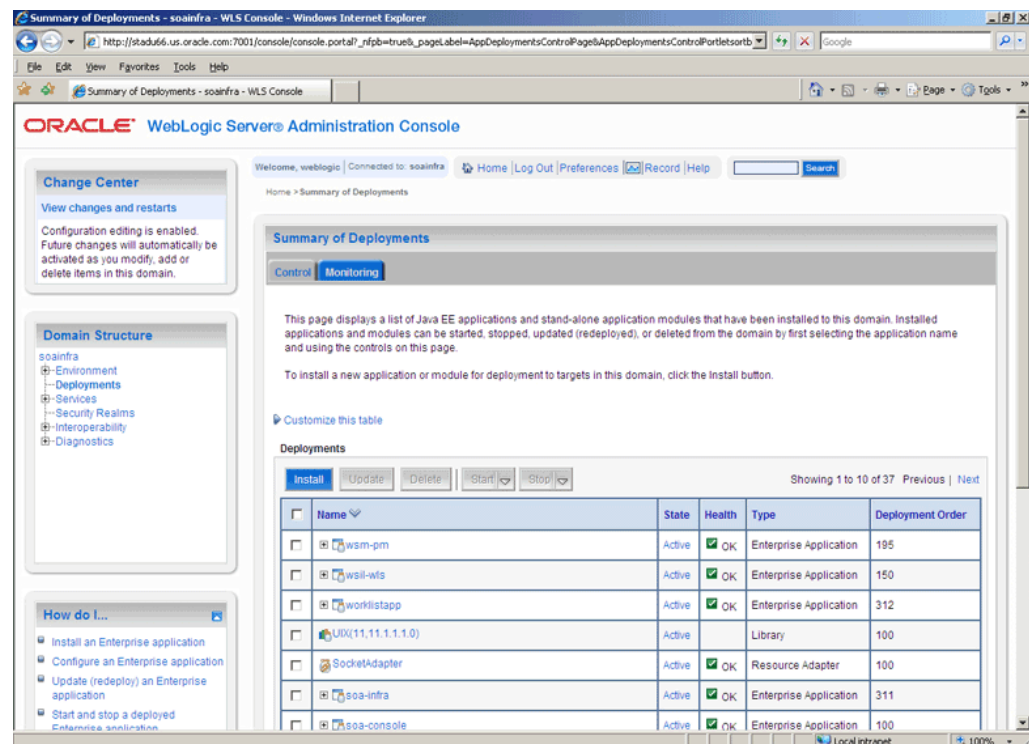 Summary of Deployments - soainfra - WLS Console - Windows Internet Explorer
http://stadu66.us.oracle.com:7001/console/console.portal?_nfpb=true&_pageLabel=AppDeploymentsControlPage&AppDeploymentsControlPortletsortb
Google
File Edit View Favorites Tools Help
Summary of Deployments - soainfra - WLS Console
Page Tools
ORACLE WebLogic Server® Administration Console
Change Center
View changes and restarts
Configuration editing is enabled.
Future changes will automatically be
activated as you modify, add or
delete items in this domain.
Domain Structure
soainfra
Environment
Deployments
Services
Security Realms
Interoperability
Diagnostics
How do I...
Install an Enterprise application
Configure an Enterprise application
Update (redeploy) an Enterprise
application
Start and stop a deployed
Enterprise application
Welcome, weblogic Connected to: soainfra Home Log Out Preferences Record Help Search
Home > Summary of Deployments
Summary of Deployments
Control Monitoring
This page displays a list of Java EE applications and stand-alone application modules that have been installed to this domain. Installed
applications and modules can be started, stopped, updated (redeployed), or deleted from the domain by first selecting the application name
and using the controls on this page.
To install a new application or module for deployment to targets in this domain, click the Install button.
Customize this table
Deployments
Install Update Delete Start Stop Showing 1 to 10 of 37 Previous | Next
Name State Health Type Deployment Order
wsm-pm Active OK Enterprise Application 195
wsil-wls Active OK Enterprise Application 150
worklistapp Active OK Enterprise Application 312
UIX(11,11.1.1.1.0) Active Library 100
SocketAdapter Active OK Resource Adapter 100
soa-infra Active OK Enterprise Application 311
soa-console Active OK Enterprise Application 100
Local intranet 100%